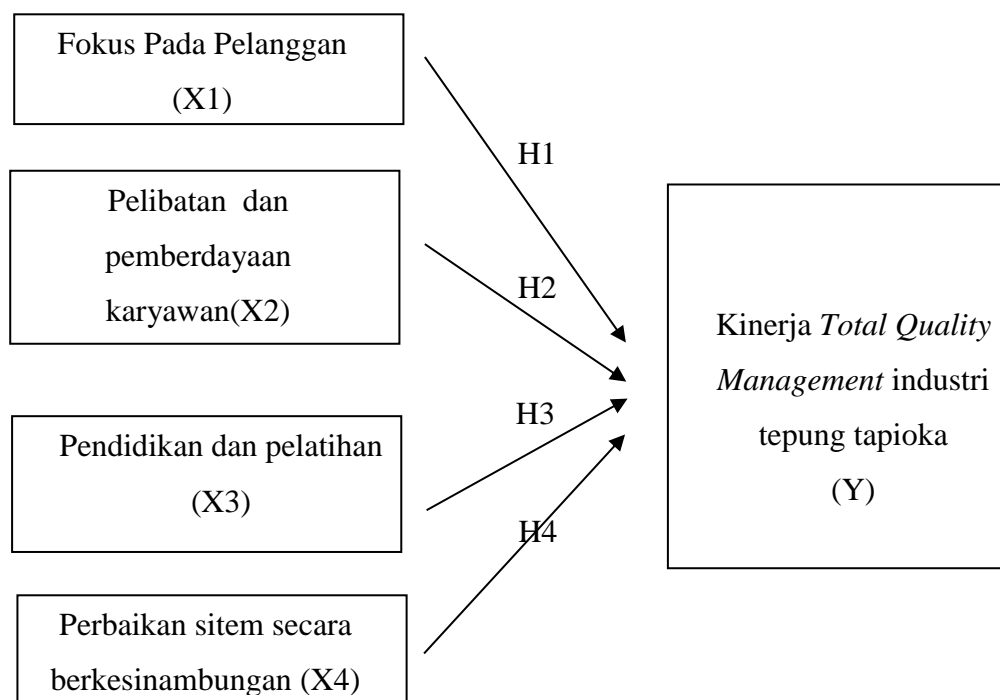 Fokus Pada Pelanggan
(X1)
H1
Pelibatan dan
pemberdayaan
karyawan(X2)
H2
Pendidikan dan pelatihan
(X3)
H3
Perbaikan sitem secara
berkesinambungan (X4)
H4
Kinerja Total Quality
Management industri
tepung tapioka
(Y)